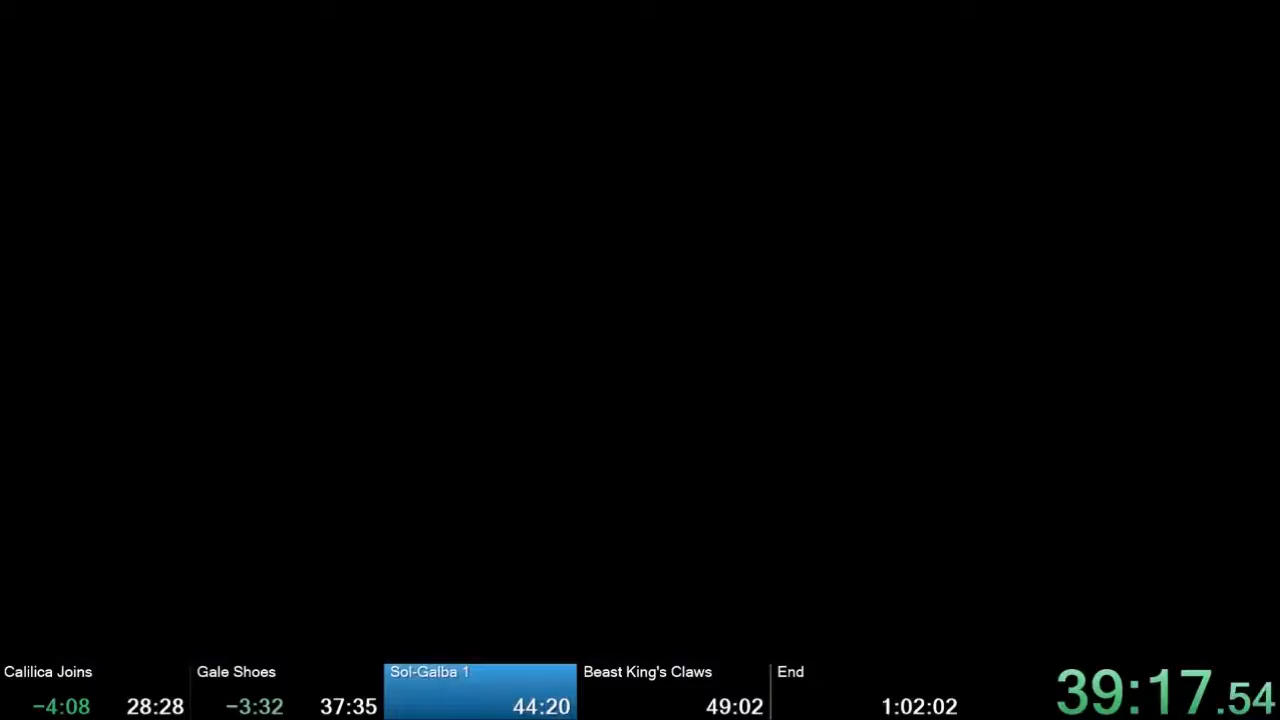 Calilica Joins
−4:08 28:28
Gale Shoes
−3:32 37:35
Sol-Galba 1
44:20
Beast King's Claws
49:02
End
1:02:02
39:17.54